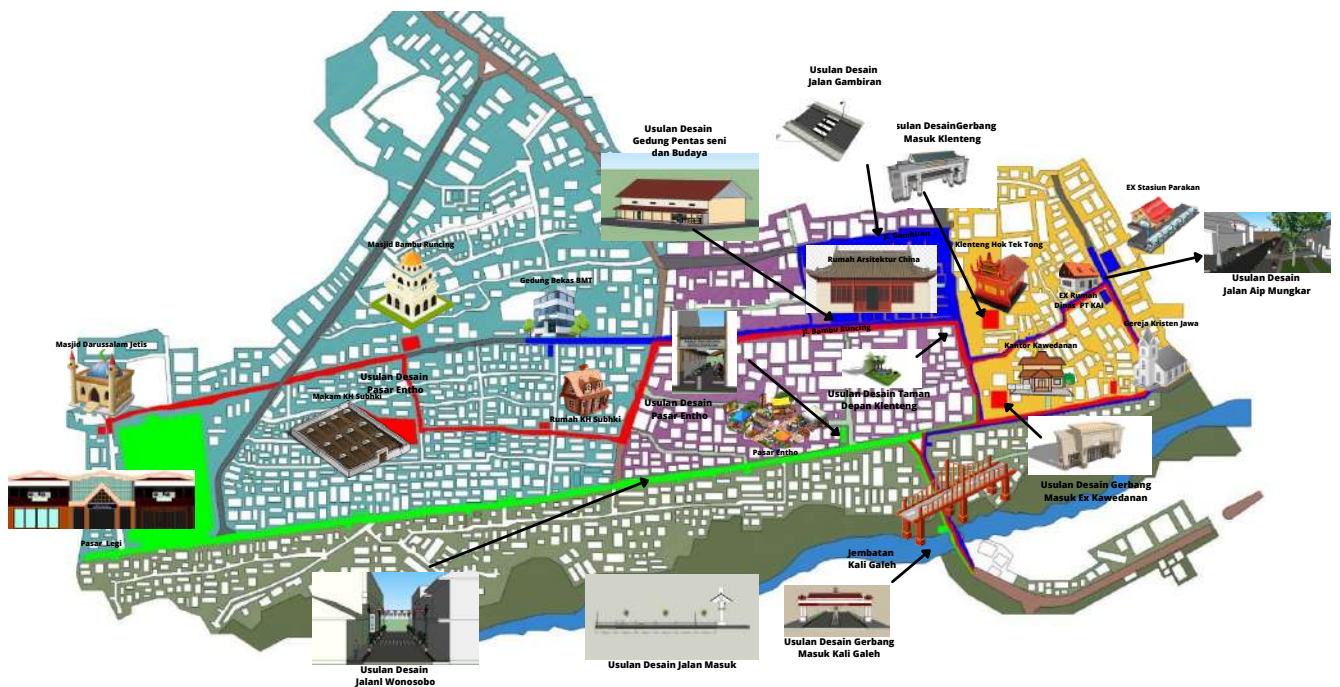 Usulan Desain
Jalan Gambiran
Usulan Desain
Gedung Pentas seni
dan Budaya
sulan DesainGerbang
Masuk Klenteng
EX Stasiun Parakan
Jl. Gambiran
Masjid Bambu Runcing
Klenteng Hok Tek Tong
Rumah Arsitektur China
Gedung Bekas BMT
Usulan Desain
Jalan Aip Mungkar
EX Rumah
Dinas PT KAI
Gereja Kristen Jawa
Jl. Bambu Runcing
Masjid Darussalam Jetis
Kantor Kawedanan
Usulan Desain
Pasar Entho
Makam KH Subhki
Usulan Desain Taman
Depan Klenteng
Usulan Desain
Pasar Entho
Rumah KH Subhki
Pasar Entho
Usulan Desain Gerbang
Masuk Ex Kawedanan
Pasar Legi
Jembatan
Kali Galeh
Usulan Desain Gerbang
Masuk Kali Galeh
Usulan Desain Jalan Masuk
Usulan Desain
Jalanl Wonosobo